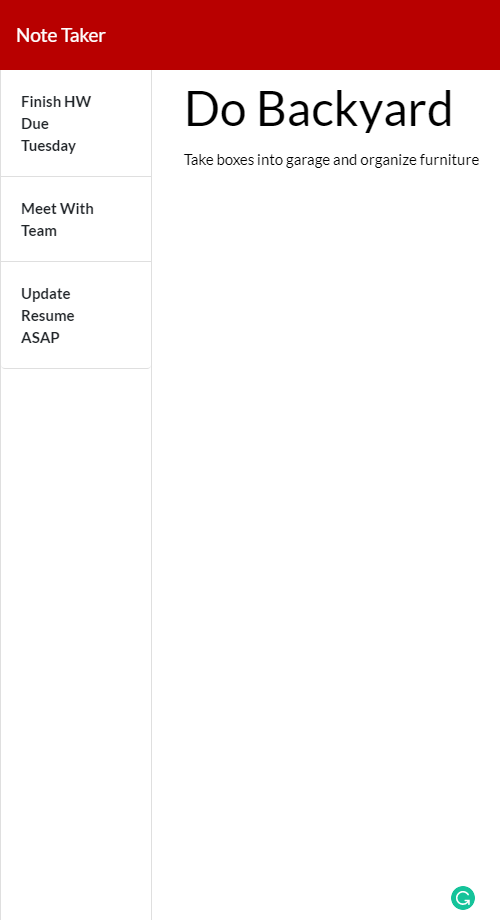 Note Taker
Finish HW
Due
Tuesday
Meet With
Team
Update
Resume
ASAP
Do Backyard
Take boxes into garage and organize furniture